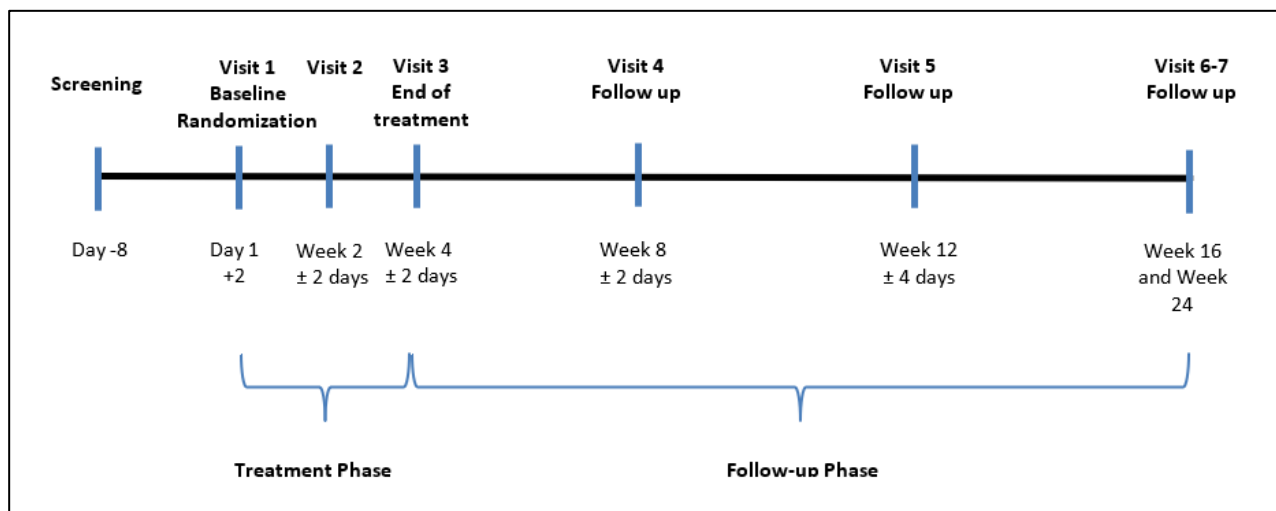 Screening
Visit 1
Baseline
Randomization
Visit 2
Visit 3
End of
treatment
Visit 4
Follow up
Visit 5
Follow up
Visit 6-7
Follow up
Day -8
Day 1
+2
Week 2
± 2 days
Week 4
± 2 days
Week 8
± 2 days
Week 12
± 4 days
Week 16
and Week
24
Treatment Phase
Follow-up Phase